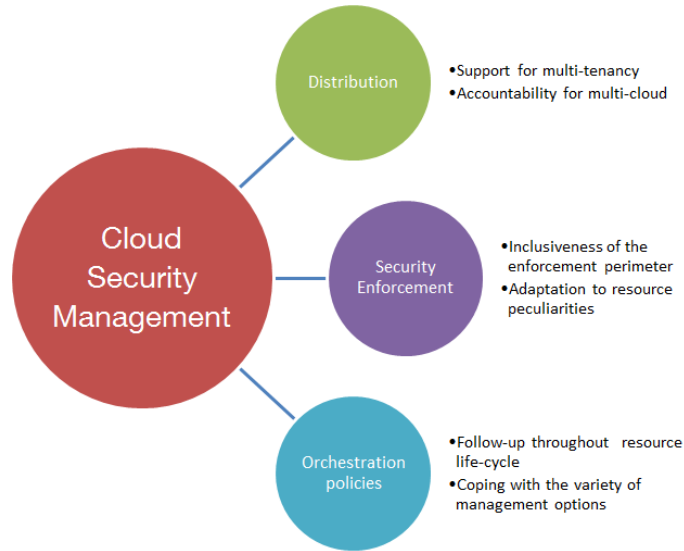 Cloud
Security
Management
Distribution
•Support for multi-tenancy
•Accountability for multi-cloud
Security
Enforcement
•Inclusiveness of the
enforcement perimeter
•Adaptation to resource
peculiarities
Orchestration
policies
•Follow-up throughout resource
life-cycle
•Coping with the variety of
management options